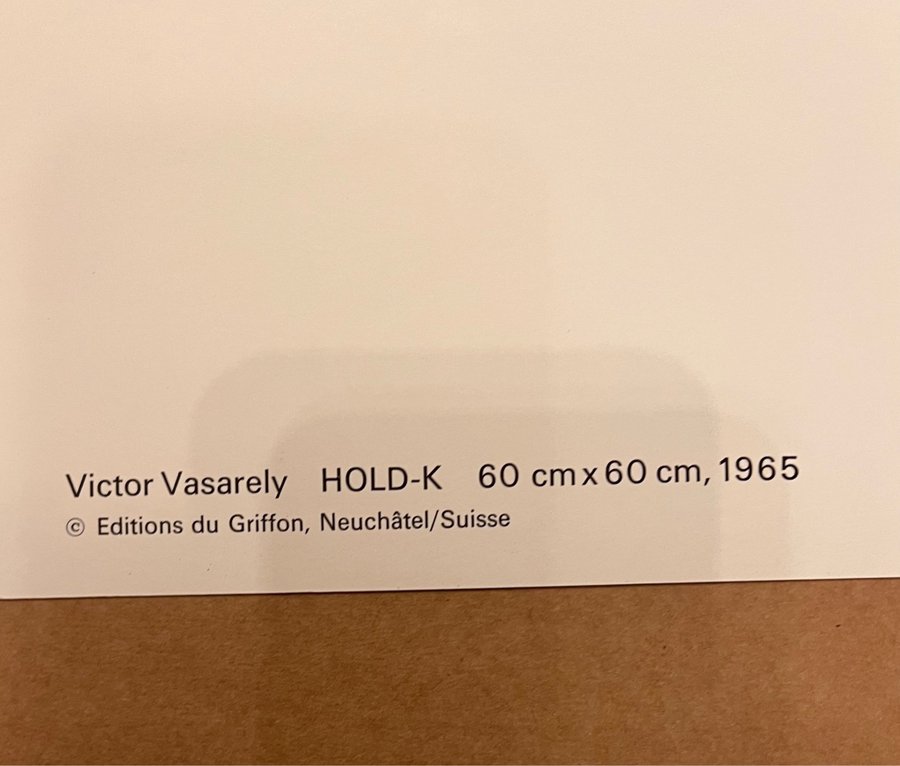 Victor Vasarely HOLD-K 60 cm x 60 cm, 1965
© Editions du Griffon, Neuchâtel/Suisse